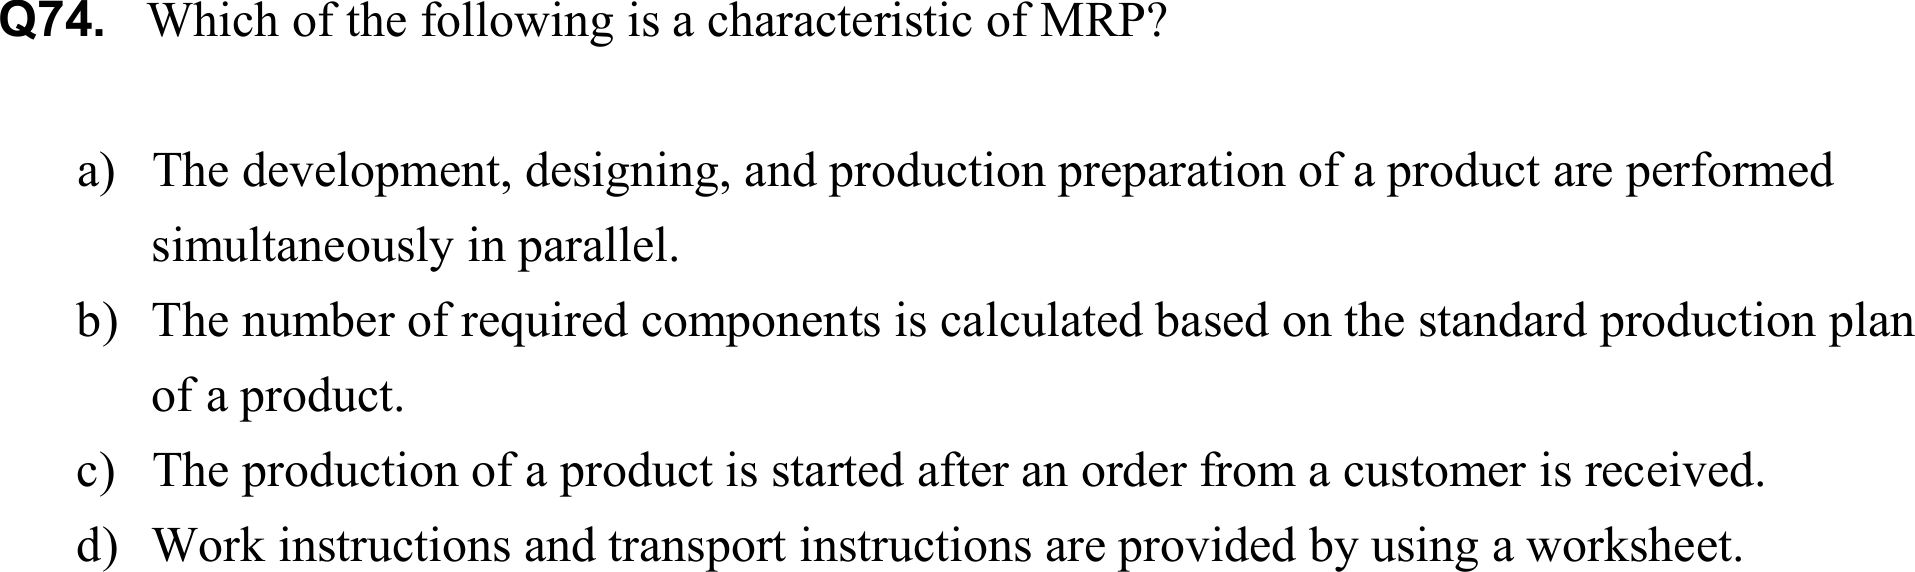 Q74. Which of the following is a characteristic of MRP?
a) The development, designing, and production preparation of a product are performed
simultaneously in parallel.
b) The number of required components is calculated based on the standard production plan
of a product.
c) The production of a product is started after an order from a customer is received.
d) Work instructions and transport instructions are provided by using a worksheet.